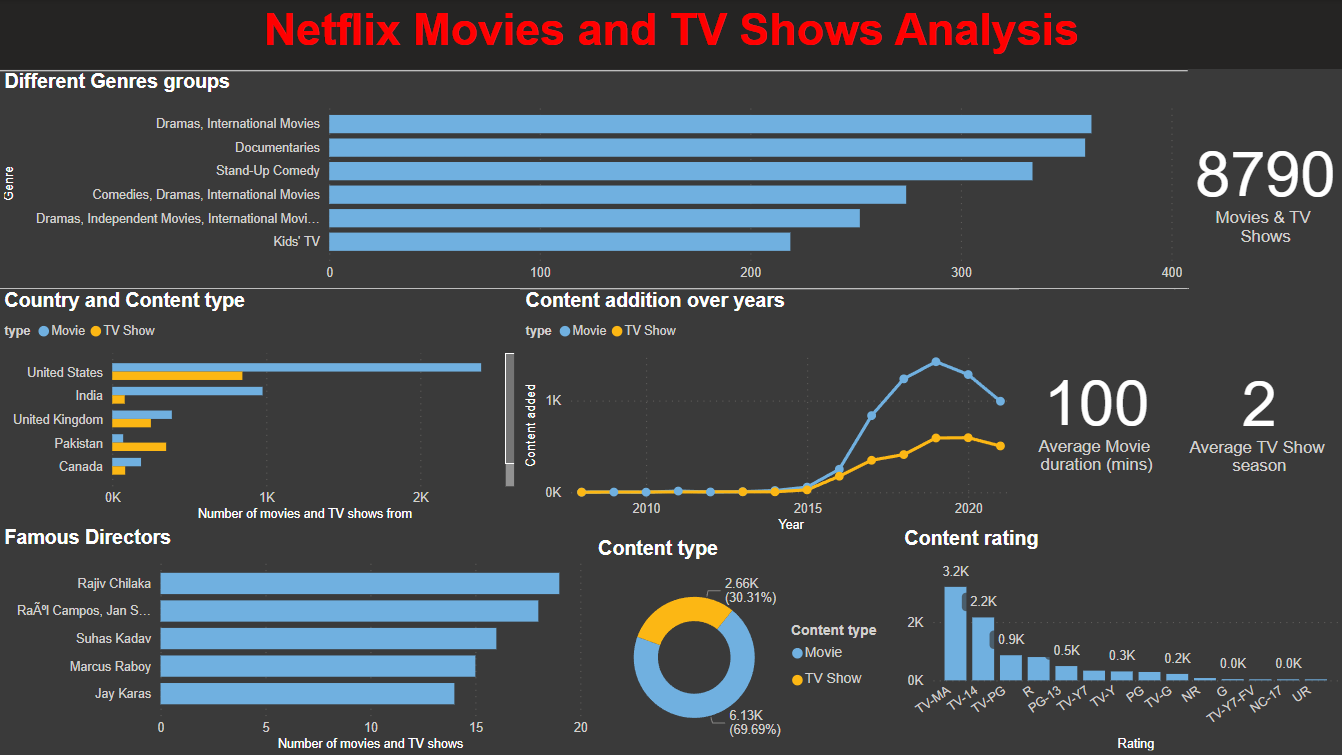 Netflix Movies and TV Shows Analysis
Different Genres groups
Genre
Dramas, International Movies
Documentaries
Stand-Up Comedy
Comedies, Dramas, International Movies
Dramas, Independent Movies, International Movi...
Kids' TV
0 100 200 300 400
8790
Movies & TV
Shows
Country and Content type
type Movie TV Show
United States
India
United Kingdom
Pakistan
Canada
0K 1K 2K
Number of movies and TV shows from
Content addition over years
type Movie TV Show
Content added
1K
0K
2010 2015 2020
Year
100
Average Movie
duration (mins)
2
Average TV Show
season
Famous Directors
Rajiv Chilaka
RaÃºl Campos, Jan S...
Suhas Kadav
Marcus Raboy
Jay Karas
0 5 10 15 20
Number of movies and TV shows
Content type
2.66K
(30.31%)
6.13K
(69.69%)
Content type
Movie
TV Show
Content rating
3.2K
2.2K
0.9K
0.5K
0.3K
0.2K
0.0K
0.0K
2K
0K
TV-MA
TV-14
TV-PG
R
PG-13
TV-Y7
TV-Y
PG
TV-G
NR
G
TV-Y7-FV
NC-17
UR
Rating